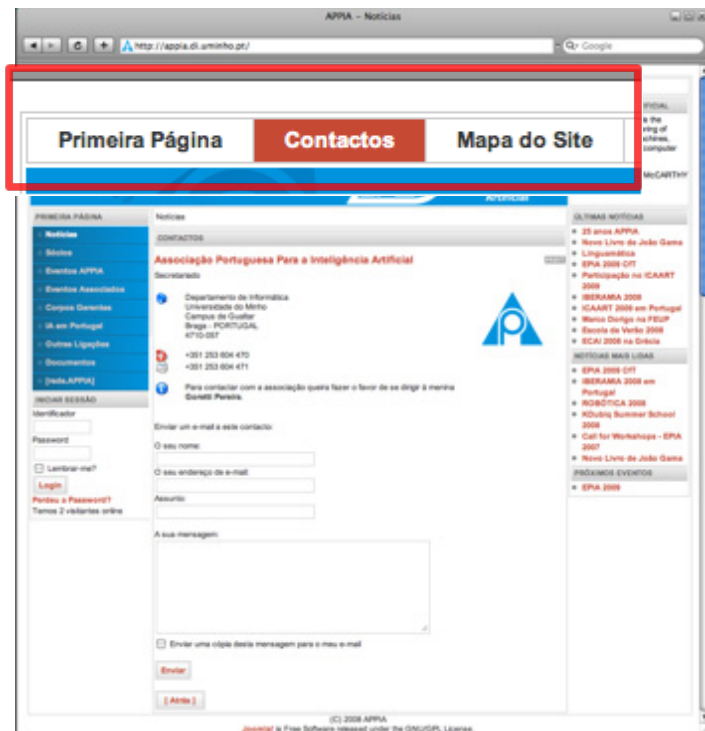 APPIA - Notícias
http://appia.di.uminho.pt/
Google
Primeira Página
Contactos
Mapa do Site
McCARTHY
Artificial
PRIMEIRA PÁGINA
Notícias
Sócios
Eventos APPIA
Eventos Associados
Corpos Gerentes
IA em Portugal
Outras Ligações
Documentos
[rede.APPIA]
INICIAR SESSÃO
Identificador
Password
Lembrar-me?
Login
Perdeu a Password?
Temos 2 visitantes online
Notícias
CONTACTOS
Associação Portuguesa Para a Inteligência Artificial
Secretariado
Departamento de Informática
Universidade do Minho
Campus de Gualtar
Braga - PORTUGAL
4710-057
+351 253 604 470
+351 253 604 471
Para contactar com a associação queira fazer o favor de se dirigir à menina
Goretti Pereira.
Enviar um e-mail a este contacto:
O seu nome:
O seu endereço de e-mail:
Assunto:
A sua mensagem:
Enviar uma cópia desta mensagem para o meu e-mail
Enviar
[ Atrás ]
ÚLTIMAS NOTÍCIAS
25 anos APPIA
Novo Livro de João Gama
Linguamática
EPIA 2009 CfT
Participação no ICAART
2009
IBERAMIA 2008
ICAART 2009 em Portugal
Marco Dorigo na FEUP
Escola de Verão 2008
ECAI 2008 na Grécia
NOTÍCIAS MAIS LIDAS
EPIA 2009 CfT
IBERAMIA 2008 em
Portugal
ROBÓTICA 2008
KDubiq Summer School
2008
Call for Workshops - EPIA
2007
Novo Livro de João Gama
PRÓXIMOS EVENTOS
EPIA 2009
(C) 2008 APPIA
Joomla! is Free Software released under the GNU/GPL License.